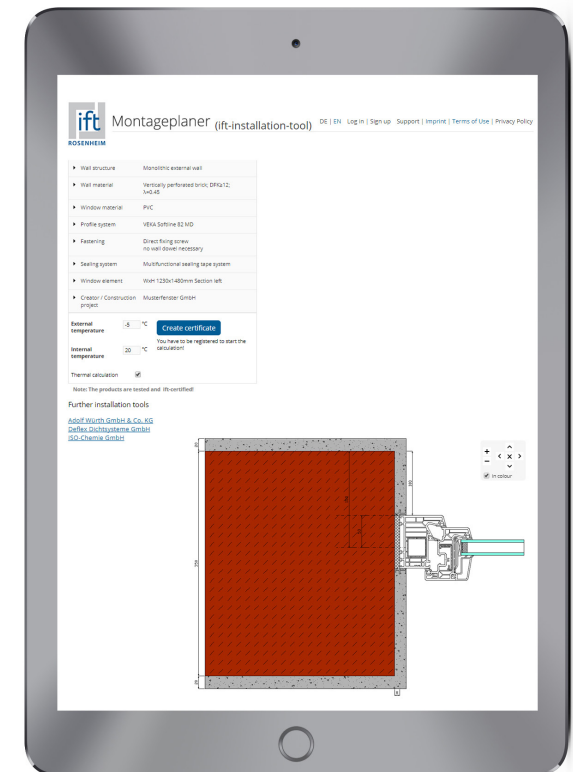 ift
ROSENHEIM
Montageplaner (ift-installation-tool)
DE | EN Log in | Sign up Support | Imprint | Terms of Use | Privacy Policy
Wall structure Monolithic external wall
Wall material Vertically perforated brick; DFK≥12;
λ=0.45
Window material PVC
Profile system VEKA Softline 82 MD
Fastening Direct fixing screw
no wall dowel necessary
Sealing system Multifunctional sealing tape system
Window element WxH 1230x1480mm Section left
Creator / Construction Musterfenster GmbH
project
External
temperature -5 °C
Create certificate
You have to be registered to start the
calculation!
Internal
temperature 20 °C
Thermal calculation
Note: The products are tested and ift-certified!
Further installation tools
Adolf Würth GmbH & Co. KG
Deflex Dichtsysteme GmbH
ISO-Chemie GmbH
in colour